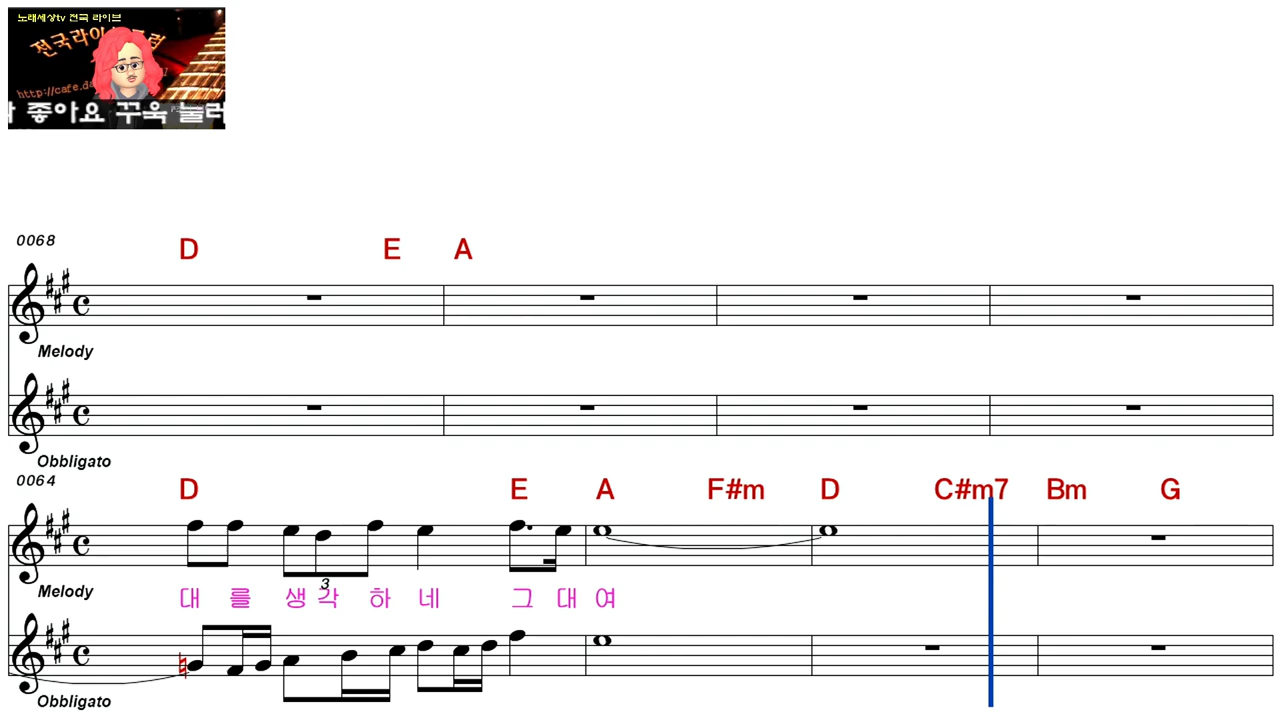 노래세상tv 전국 라이브
전국라이브
http://cafe.da
좋아요 꾸욱 눌러
0068
D E A
Melody
Obbligato
0064
D E A F#m D C#m7 Bm G
3
Melody
대 를 생 각 하 네 그 대 여
Obbligato